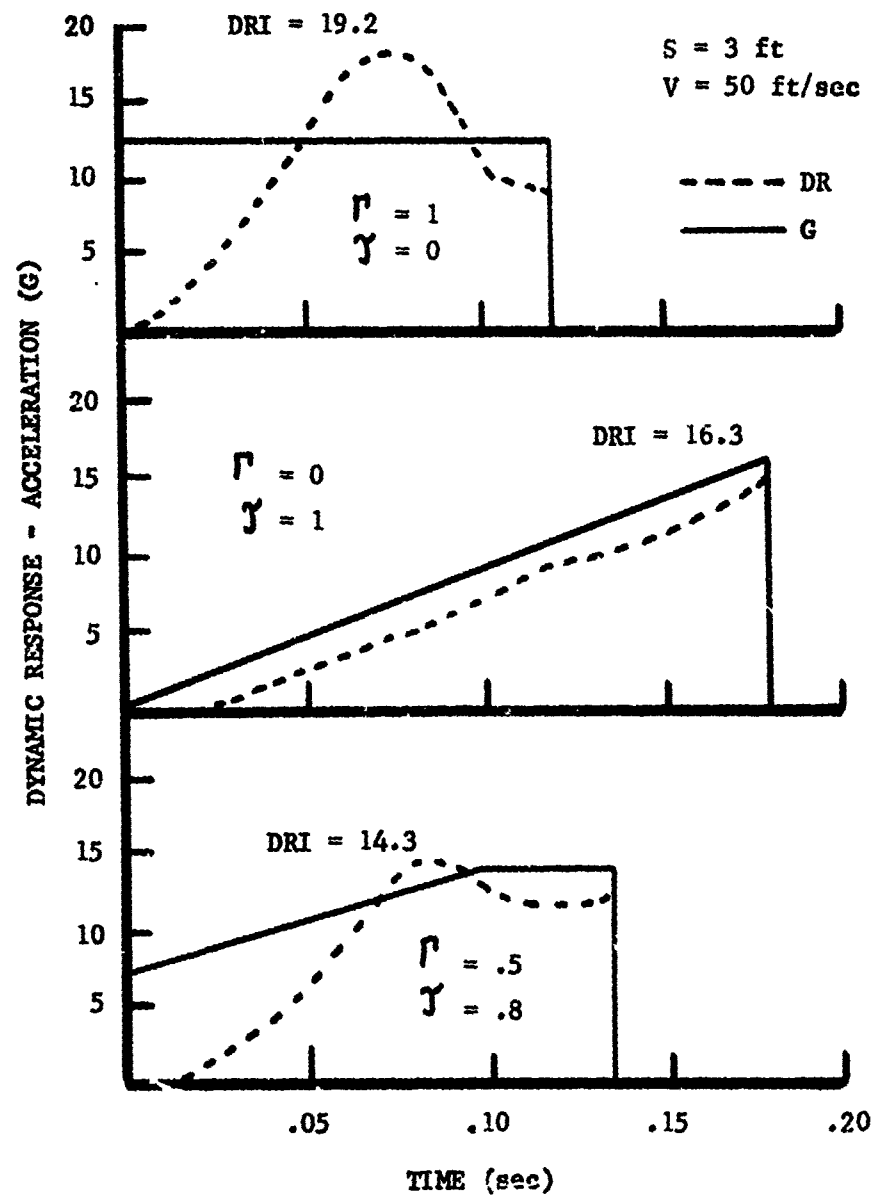 DYNAMIC RESPONSE - ACCELERATION (G)
20
15
10
5
DRI = 19.2
S = 3 ft
V = 50 ft/sec
DR
G
Γ = 1
𝒯 = 0
20
15
10
5
DRI = 16.3
Γ = 0
𝒯 = 1
20
15
10
5
DRI = 14.3
Γ = .5
𝒯 = .8
.05 .10 .15 .20
TIME (sec)